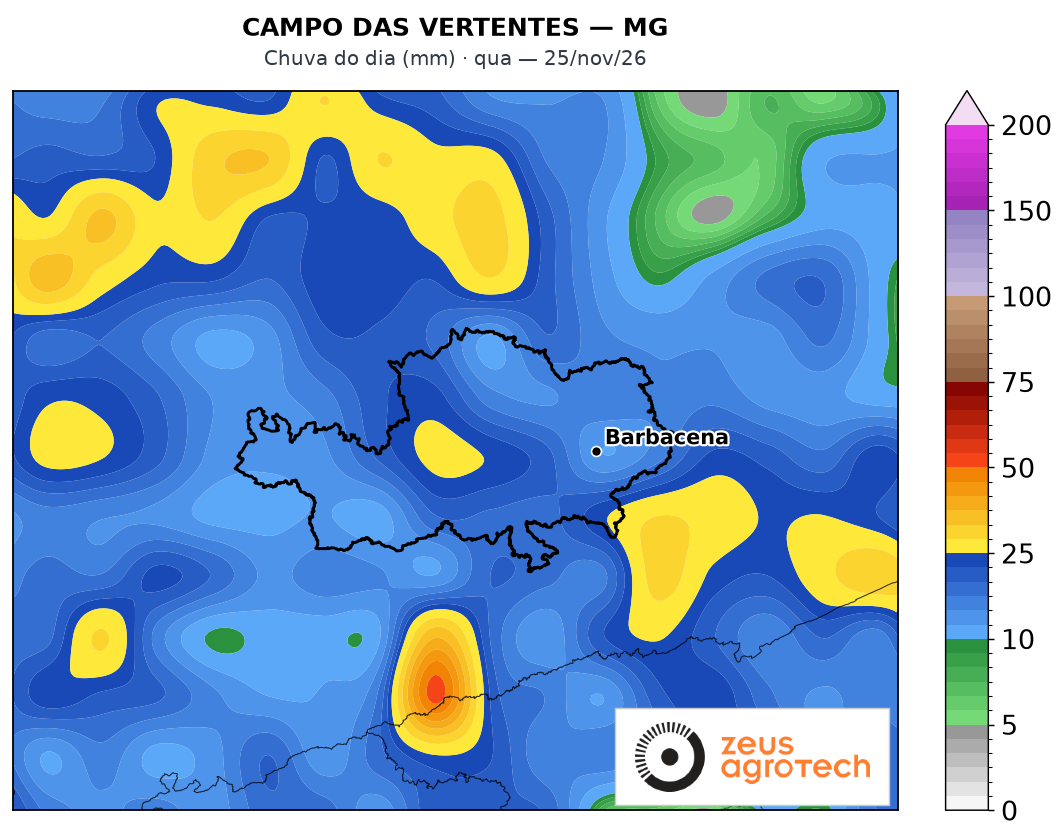 CAMPO DAS VERTENTES — MG
Chuva do dia (mm) · qua — 25/nov/26
200
150
100
75
50
25
10
5
0
Barbacena
zeus
agrotech